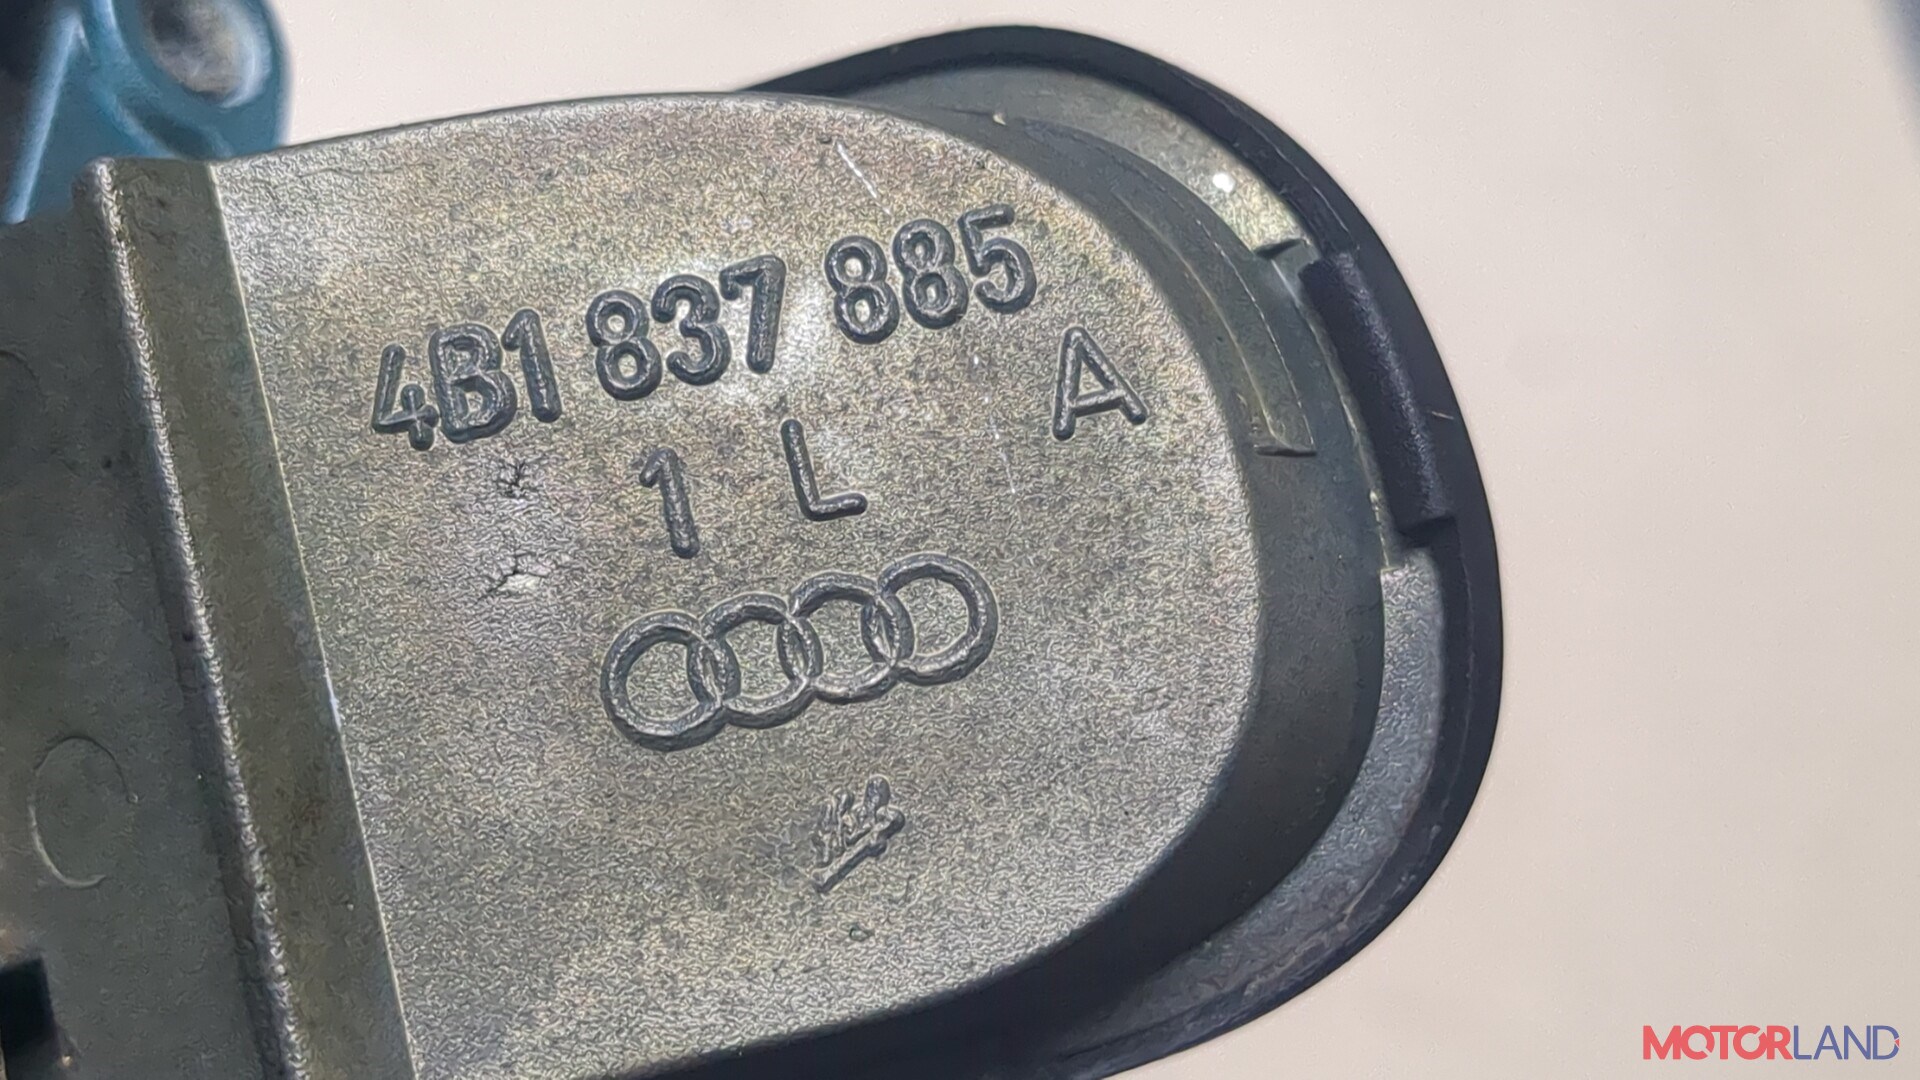 4B1 837 885
A
1 L
MOTORLAND